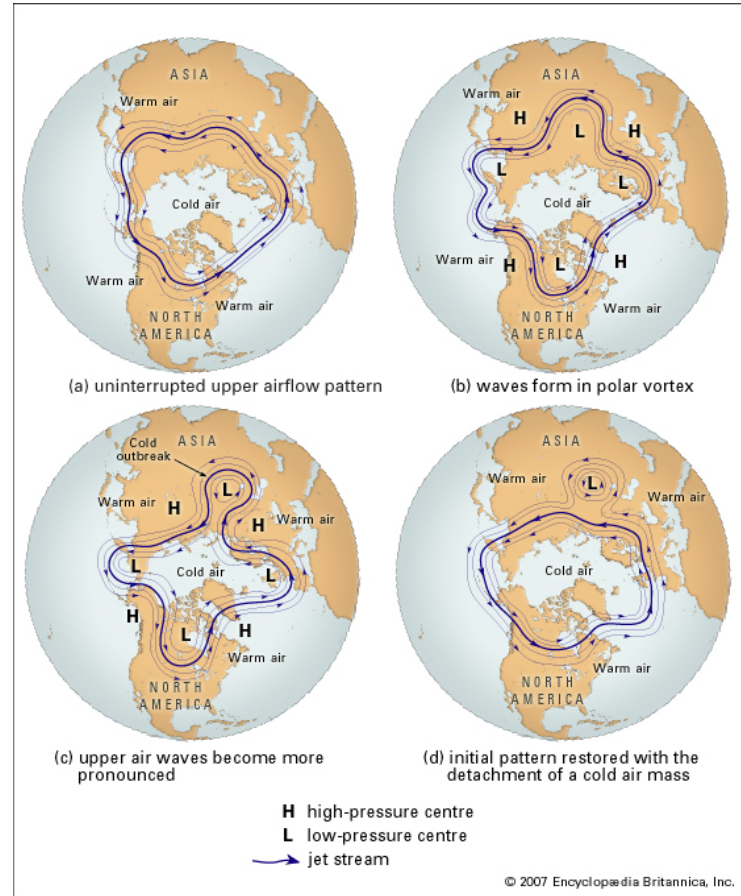 ASIA
Warm air
Cold air
Warm air
Warm air
NORTH
AMERICA
(a) uninterrupted upper airflow pattern
ASIA
Warm air
H
L
H
L
L
Cold air
Warm air
H
L
H
Warm air
NORTH
AMERICA
(b) waves form in polar vortex
ASIA
Cold
outbreak
L
Warm air
H
H
Warm air
L
Cold air
L
H
L
H
Warm air
NORTH
AMERICA
(c) upper air waves become more
pronounced
ASIA
Warm air
L
Warm air
Cold air
Warm air
NORTH
AMERICA
(d) initial pattern restored with the
detachment of a cold air mass
H high-pressure centre
L low-pressure centre
jet stream
© 2007 Encyclopædia Britannica, Inc.